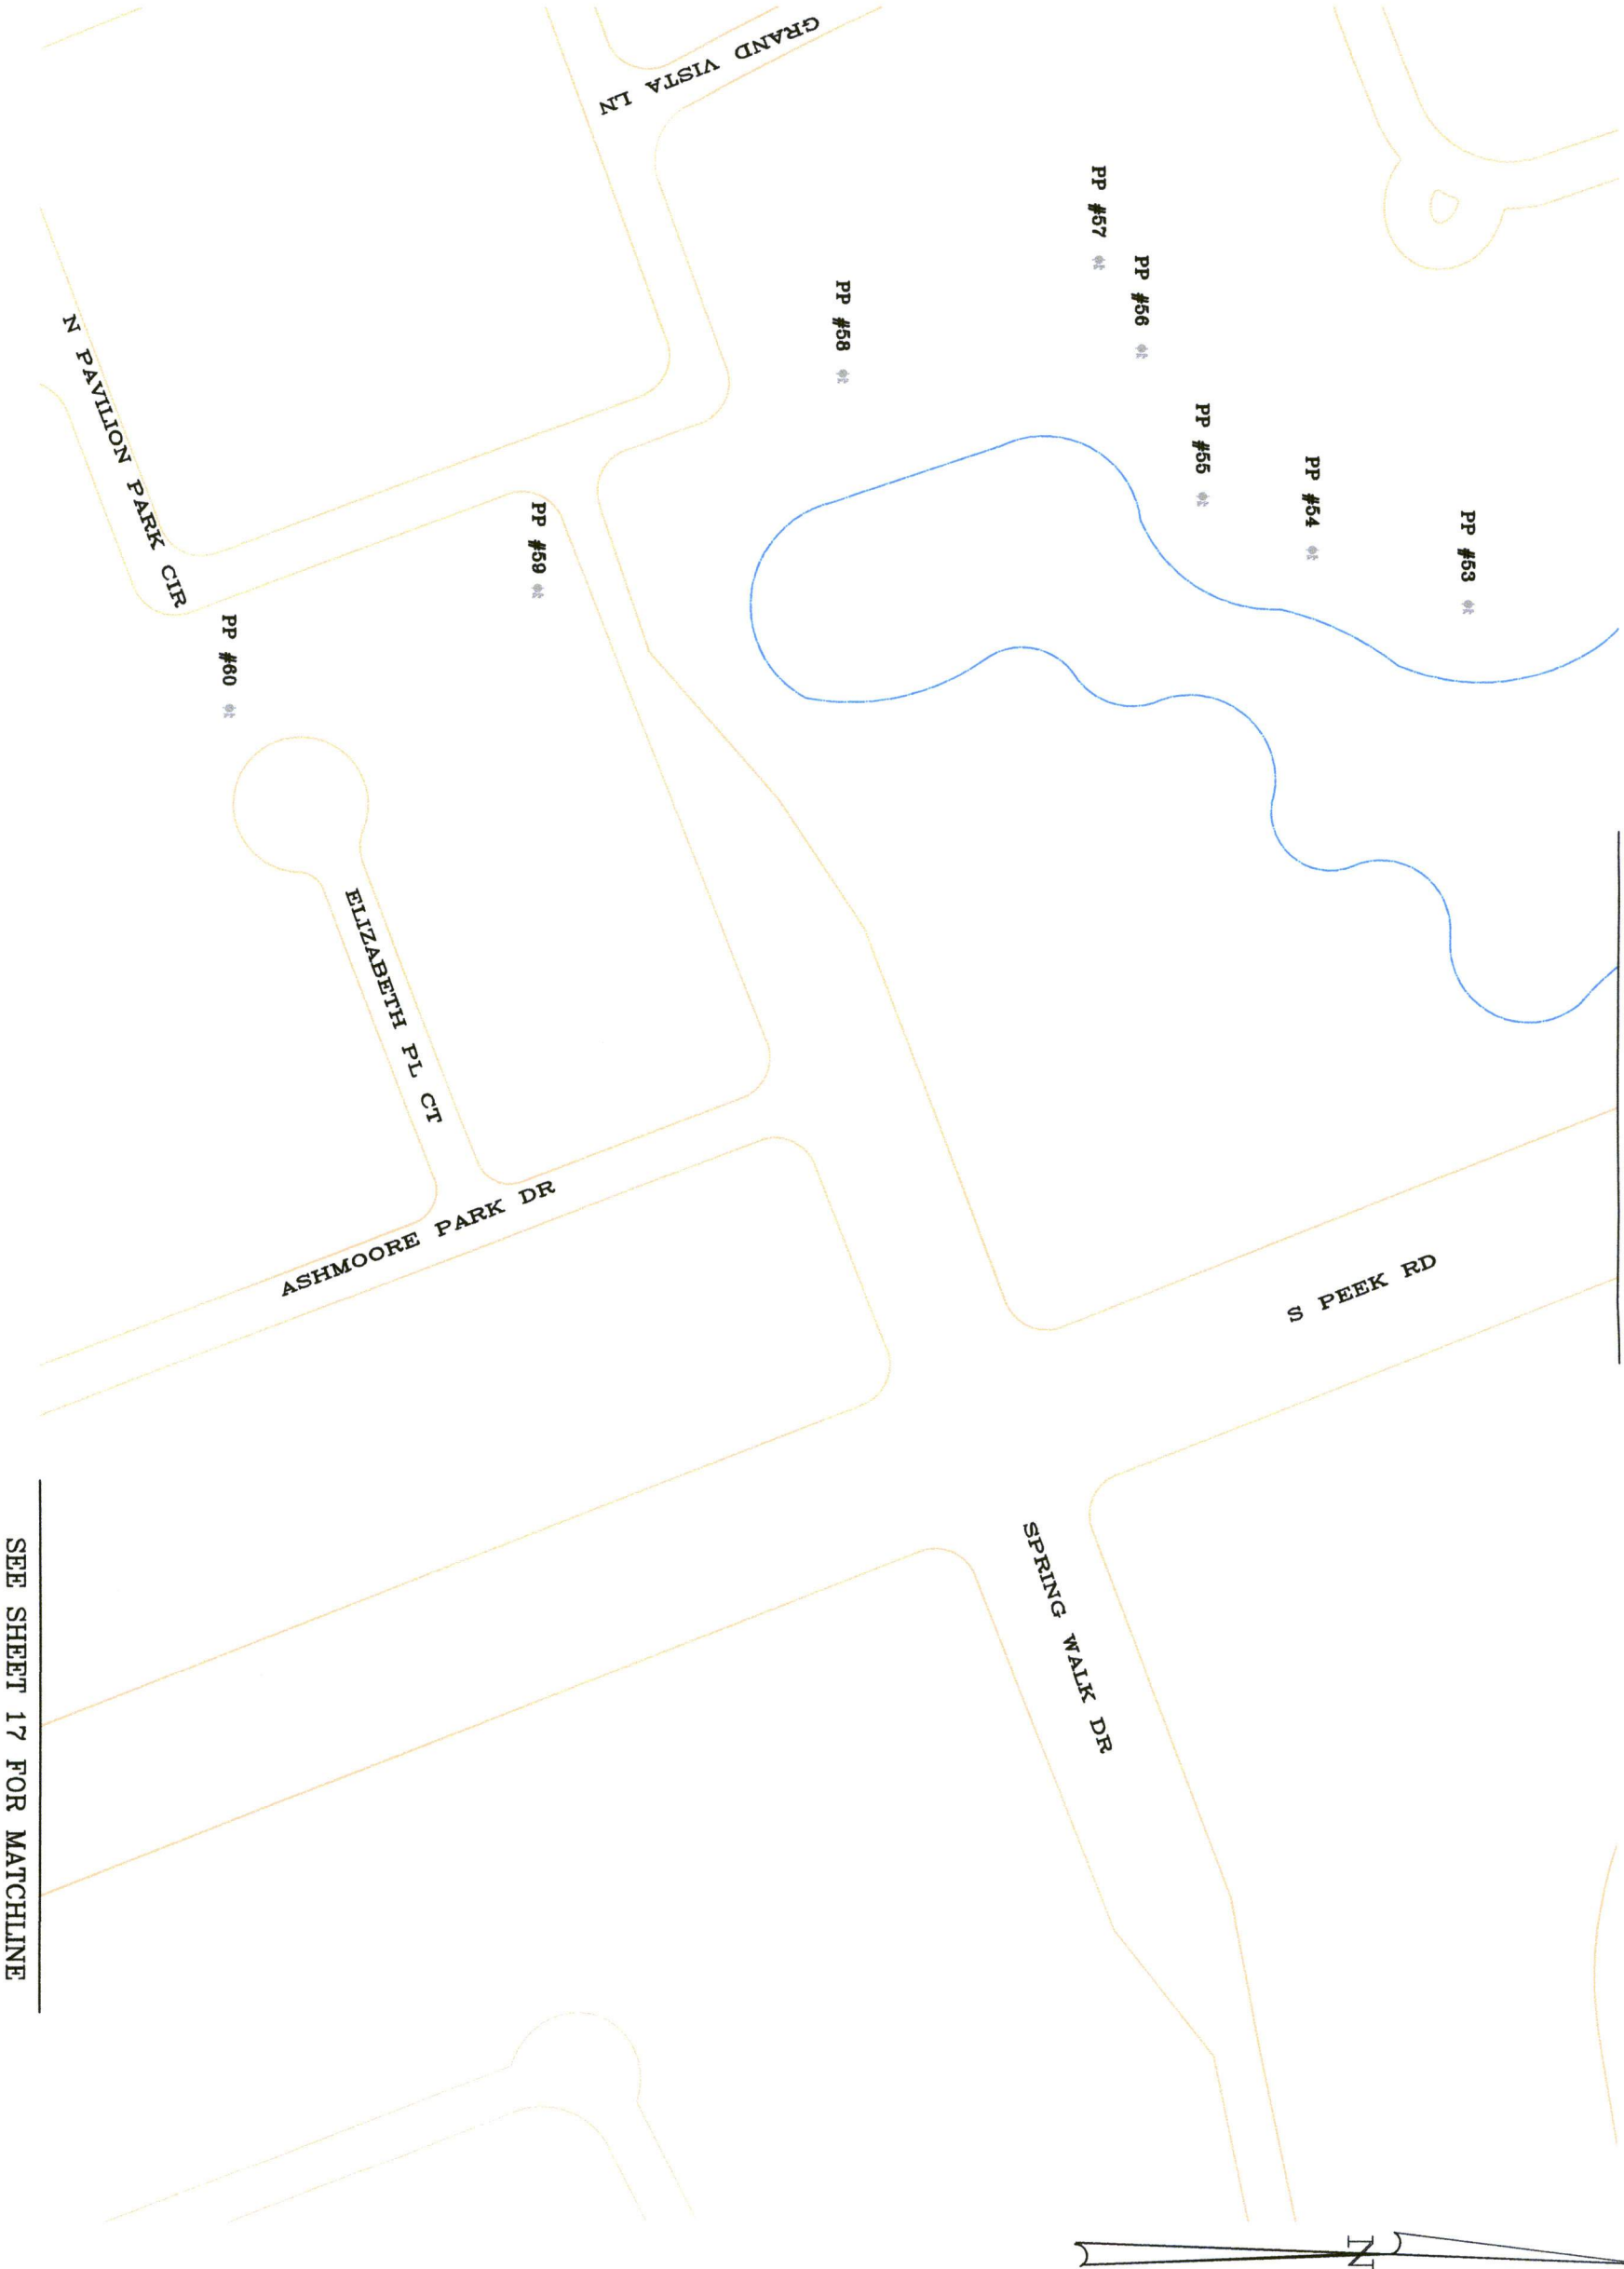 GRAND VISTA LN
PP #57
PP #56
PP #58
PP #55
PP #54
PP #53
N PAVILION PARK CIR
PP #59
PP #60
ELIZABETH PL CT
ASHMOORE PARK DR
S PEEK RD
SPRING WALK DR
SEE SHEET 17 FOR MATCHLINE
N